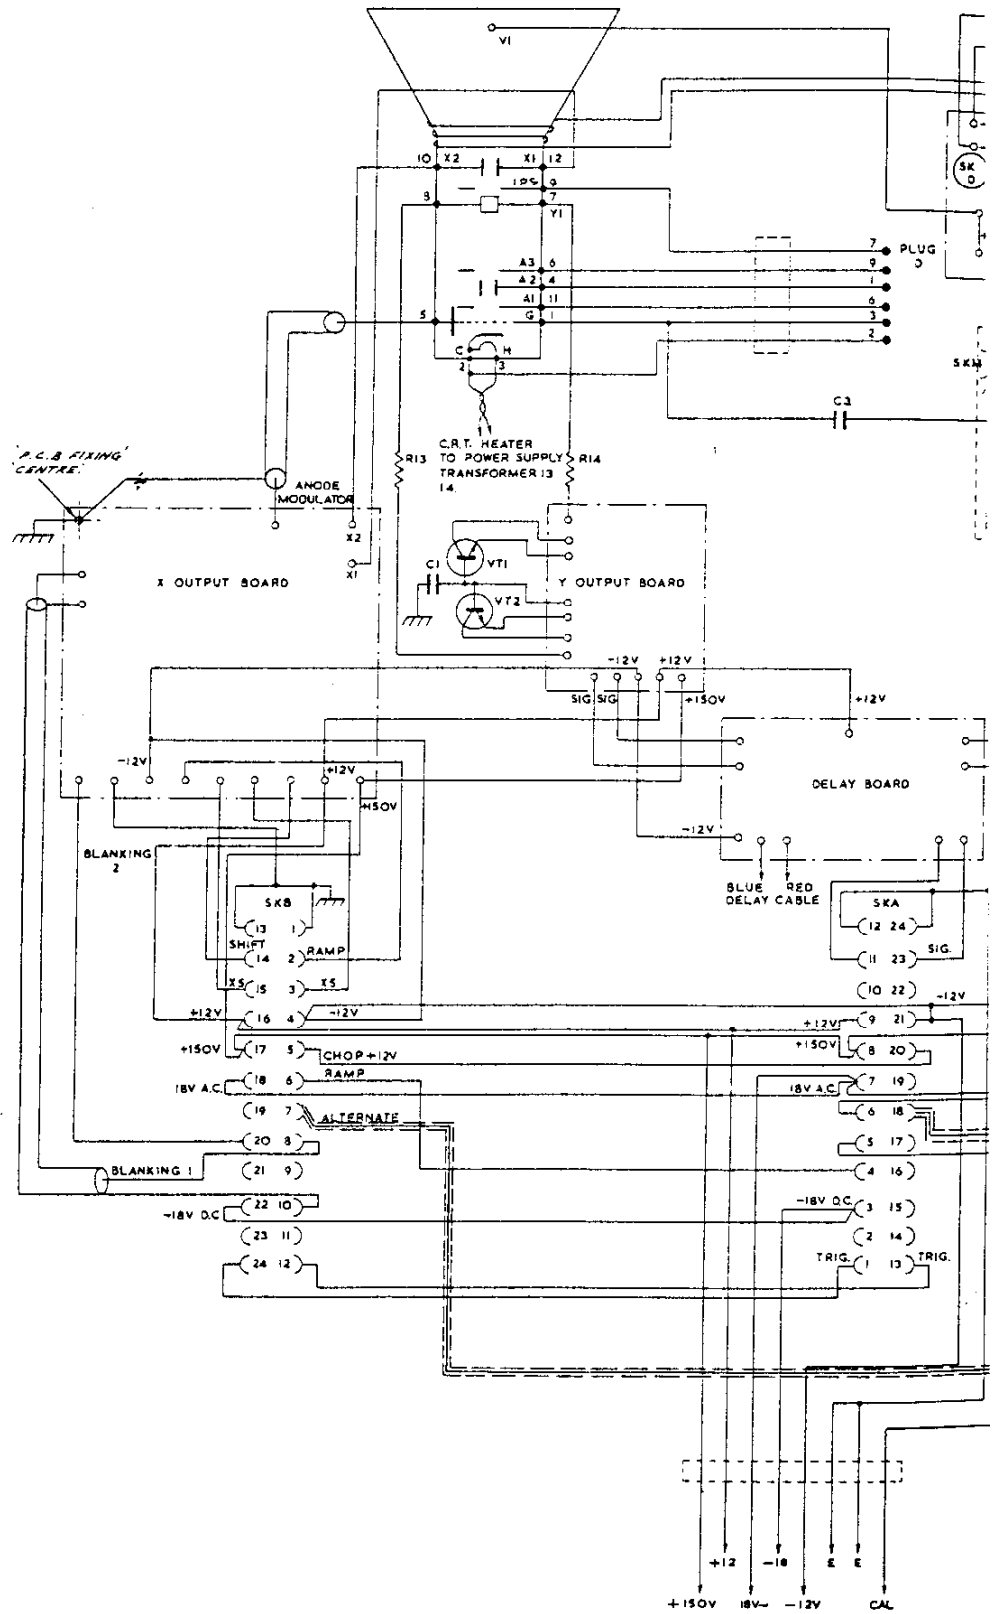 V1
10 X2 X1 12
IPS 9
8 7
Y1
SK
D
A3 6
A2 4
A1 11
5 G 1
7 PLUG
D
9
1
6
3
2
C H
2 3
SKM
C3
'P.C.B FIXING'
CENTRE.
R13
C.R.T. HEATER
TO POWER SUPPLY
TRANSFORMER 13
14.
R14
ANODE
MODULATOR
X2
X1
X OUTPUT BOARD
C1
VT1
VT2
Y OUTPUT BOARD
-12V +12V
SIG SIG +150V
+12V
-12V +12V
+150V
DELAY BOARD
-12V
BLANKING
2
BLUE RED
DELAY CABLE
SKB
13 1
SHIFT
14 2 RAMP
XS 15 3 XS
+12V 16 4 -12V
+150V 17 5 CHOP +12V
18V A.C. 18 6 RAMP
19 7 ALTERNATE
20 8
BLANKING 1 21 9
-18V D.C 22 10
23 11
24 12
SKA
12 24
11 23 SIG.
10 22
+12V 9 21 -12V
+150V 8 20
18V A.C. 7 19
6 18
5 17
4 16
-18V D.C. 3 15
2 14
TRIG. 1 13 TRIG.
+12 -18 E E
+150V 18V~ -12V CAL